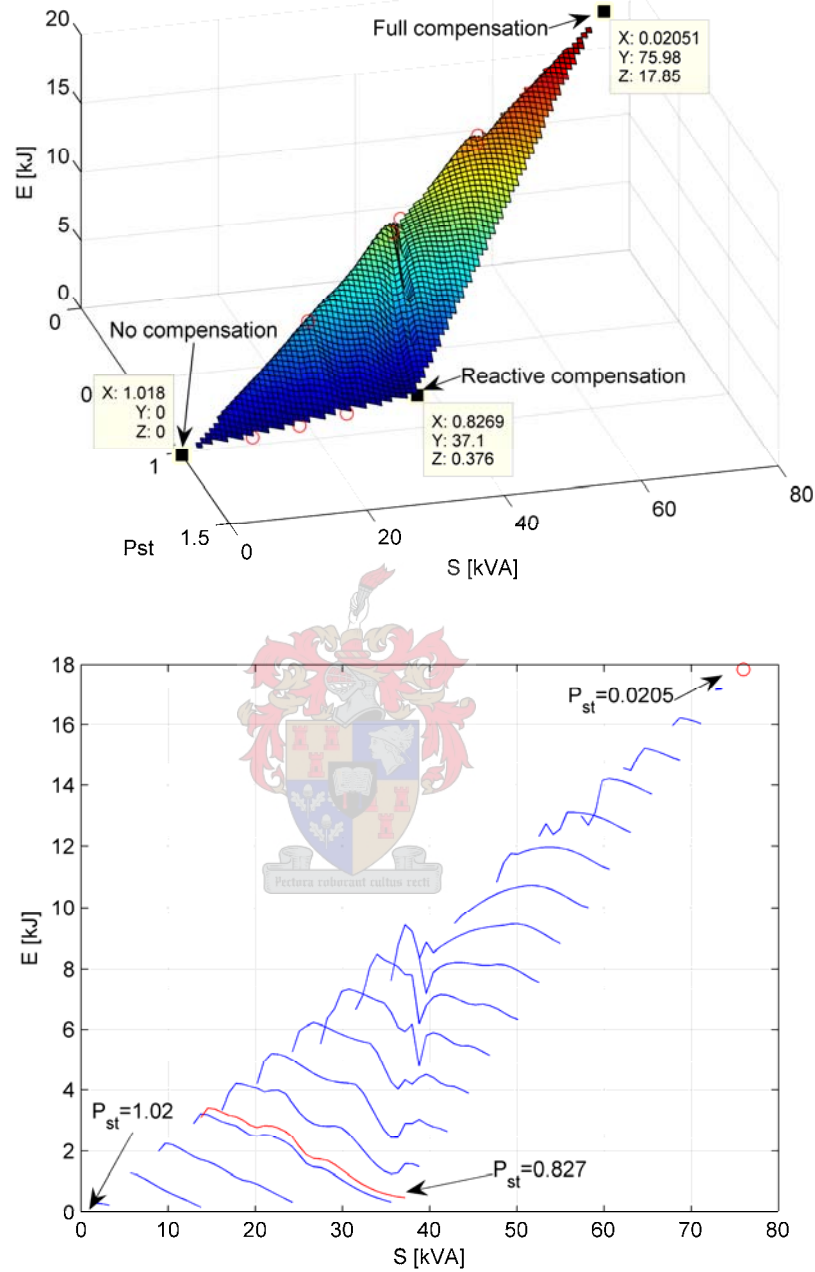 20
15
10
5
0
E [kJ]
Full compensation
X: 0.02051
Y: 75.98
Z: 17.85
No compensation
X: 1.018
Y: 0
Z: 0
Reactive compensation
X: 0.8269
Y: 37.1
Z: 0.376
0
0
1
1.5
Pst
0
20
40
60
80
S [kVA]
18
16
14
12
10
8
6
4
2
0
E [kJ]
Pst=0.0205
Pectora roborant cultus recti
Pst=1.02
Pst=0.827
0 10 20 30 40 50 60 70 80
S [kVA]